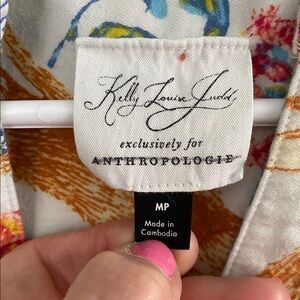 Kelly Louise Judd
exclusively for
ANTHROPOLOGIE
MP
Made in
Cambodia